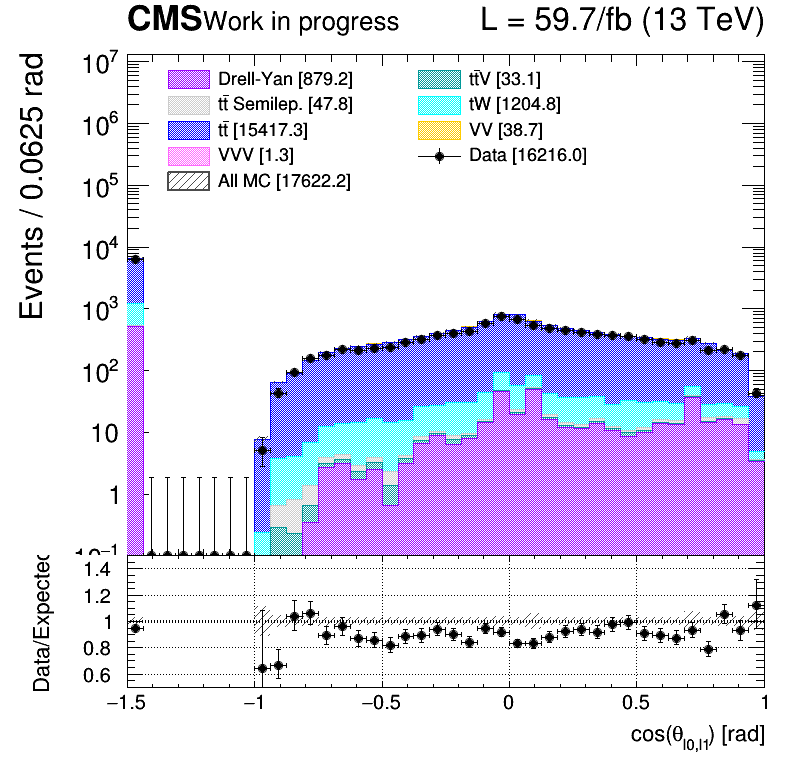 CMS Work in progress L = 59.7/fb (13 TeV)
Events / 0.0625 rad
10⁷
10⁶
10⁵
10⁴
10³
10²
10
1
10⁻¹
Drell-Yan [879.2]
tt̄ Semilep. [47.8]
tt̄ [15417.3]
VVV [1.3]
All MC [17622.2]
tt̄V [33.1]
tW [1204.8]
VV [38.7]
Data [16216.0]
Data/Expected
1.4
1.2
1
0.8
0.6
−1.5 −1 −0.5 0 0.5 1
cos(θ_l0,l1) [rad]